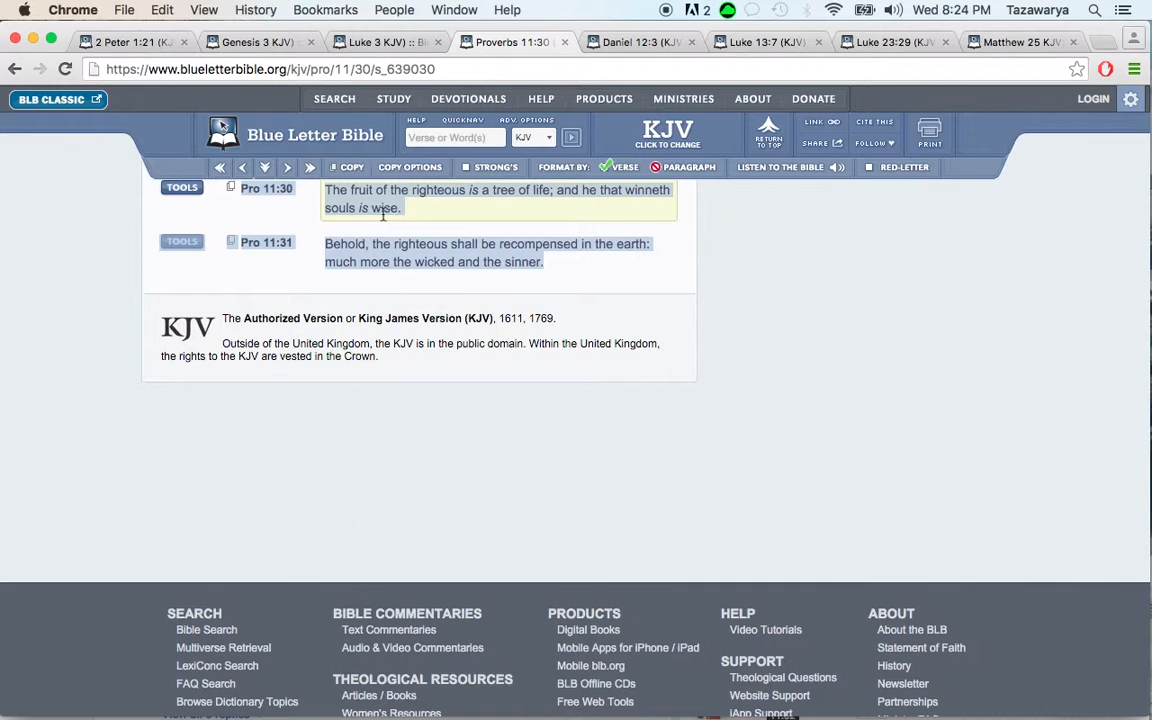 Chrome File Edit View History Bookmarks People Window Help 2 Wed 8:24 PM Tazawarya
2 Peter 1:21 (KJV Genesis 3 KJV) :: Luke 3 KJV) :: Bl Proverbs 11:30 Daniel 12:3 (KJV) Luke 13:7 (KJV) Luke 23:29 (KJV) Matthew 25 KJV)
https://www.blueletterbible.org/kjv/pro/11/30/s_639030
BLB CLASSIC SEARCH STUDY DEVOTIONALS HELP PRODUCTS MINISTRIES ABOUT DONATE LOGIN
HELP QUICKNAV ADV. OPTIONS
Blue Letter Bible Verse or Word(s) KJV
KJV
CLICK TO CHANGE
RETURN
TO TOP
LINK CITE THIS
SHARE FOLLOW
PRINT
COPY COPY OPTIONS STRONG'S FORMAT BY: VERSE PARAGRAPH LISTEN TO THE BIBLE RED-LETTER
TOOLS Pro 11:30 The fruit of the righteous is a tree of life; and he that winneth
souls is wise.
TOOLS Pro 11:31 Behold, the righteous shall be recompensed in the earth:
much more the wicked and the sinner.
KJV The Authorized Version or King James Version (KJV), 1611, 1769.
Outside of the United Kingdom, the KJV is in the public domain. Within the United Kingdom,
the rights to the KJV are vested in the Crown.
SEARCH
Bible Search
Multiverse Retrieval
LexiConc Search
FAQ Search
Browse Dictionary Topics
BIBLE COMMENTARIES
Text Commentaries
Audio & Video Commentaries
THEOLOGICAL RESOURCES
Articles / Books
Women's Resources
PRODUCTS
Digital Books
Mobile Apps for iPhone / iPad
Mobile blb.org
BLB Offline CDs
Free Web Tools
HELP
Video Tutorials
SUPPORT
Theological Questions
Website Support
App Support
ABOUT
About the BLB
Statement of Faith
History
Newsletter
Partnerships